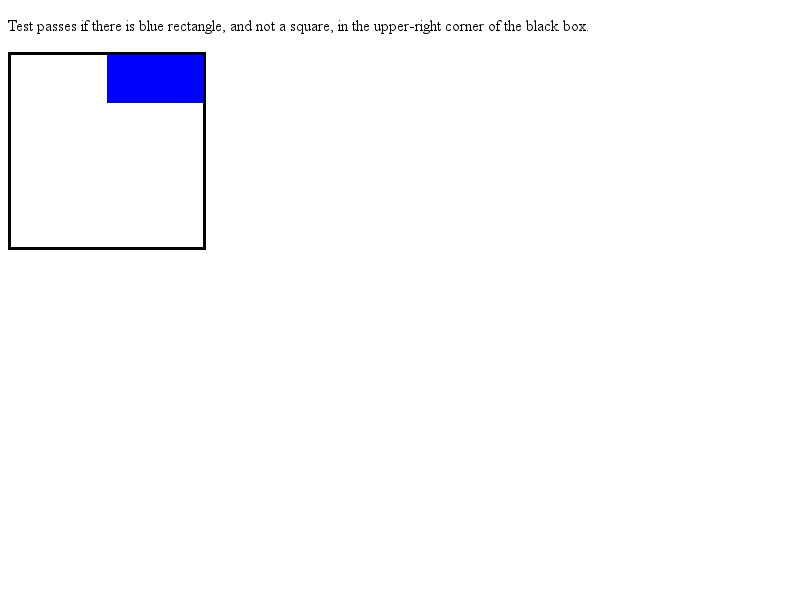 Test passes if there is blue rectangle, and not a square, in the upper-right corner of the black box.